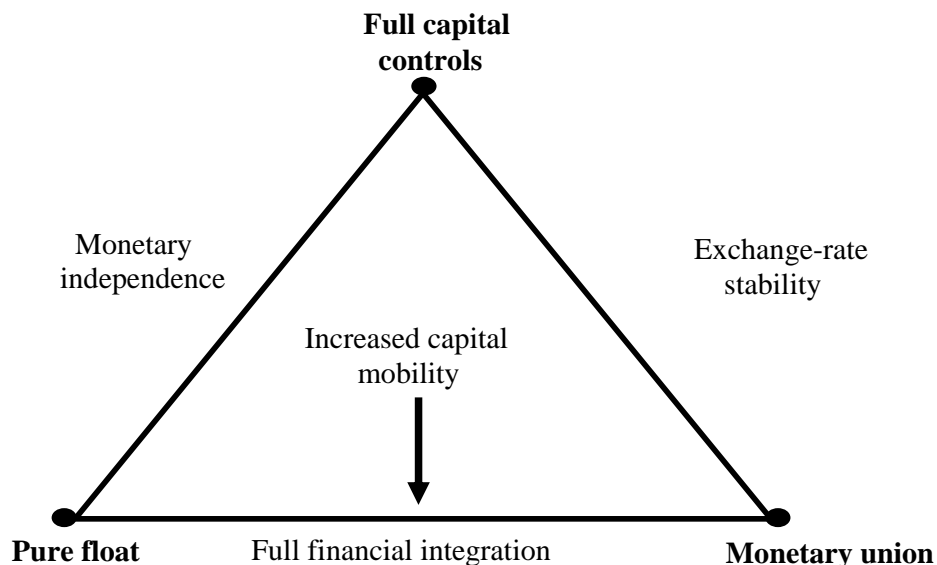 Full capital
controls
Monetary
independence
Exchange-rate
stability
Increased capital
mobility
Pure float
Full financial integration
Monetary union